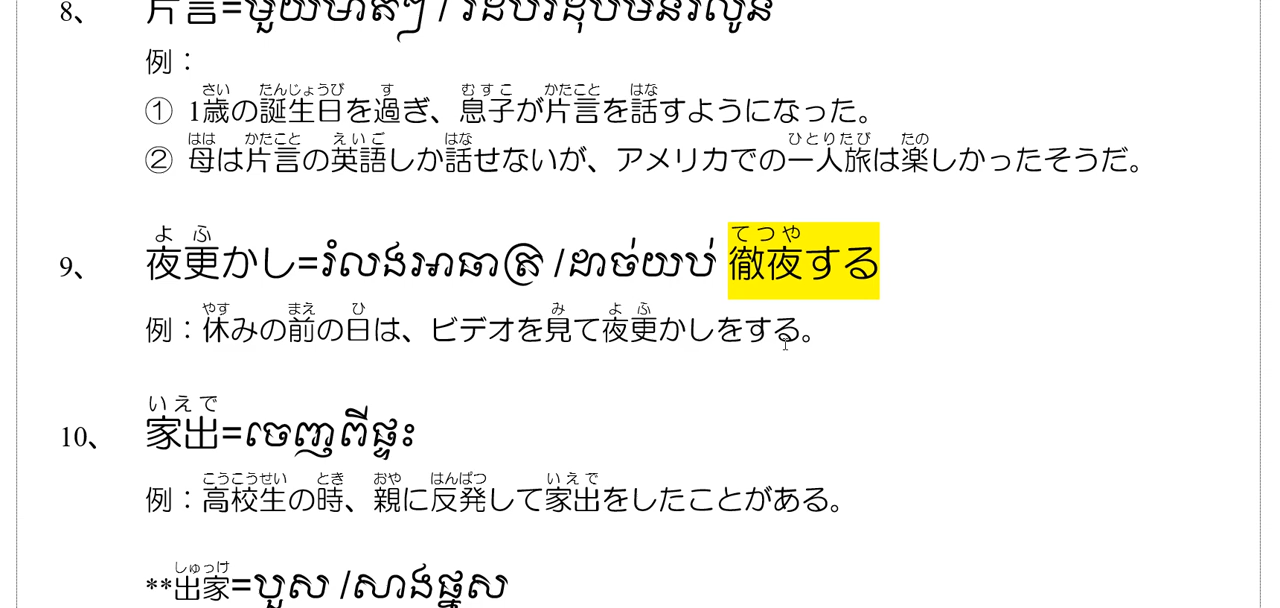 8、 片言=មួយម៉ាត់ៗ / រដិបរដុបមិនរលូន
例：
① 1歳の誕生日を過ぎ、息子が片言を話すようになった。
② 母は片言の英語しか話せないが、アメリカでの一人旅は楽しかったそうだ。
9、 夜更かし=រំលងអាធាត្រ /ដាច់យប់ 徹夜する
例：休みの前の日は、ビデオを見て夜更かしをする。
10、 家出=ចេញពីផ្ទះ
例：高校生の時、親に反発して家出をしたことがある。
**出家=បួស /សាងផ្នួស